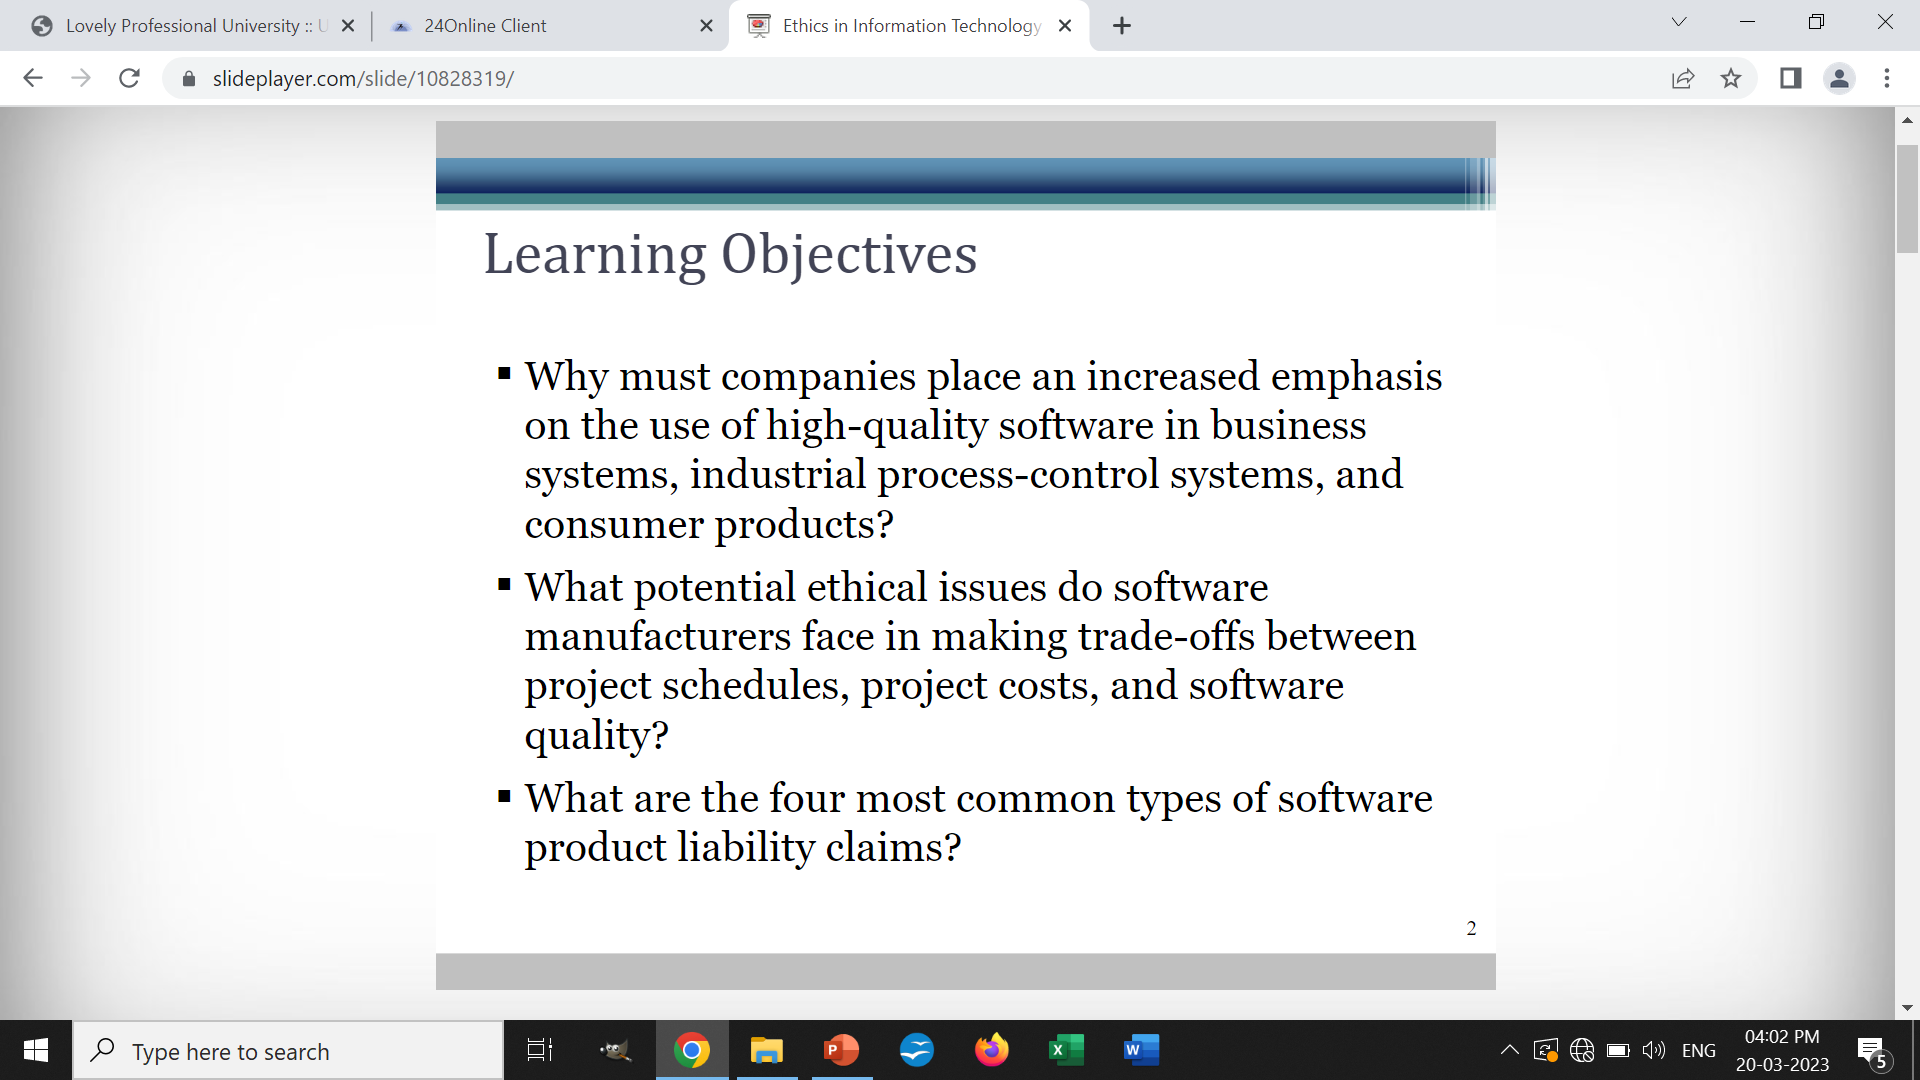 Lovely Professional University :: U
24Online Client
Ethics in Information Technology
slideplayer.com/slide/10828319/
Learning Objectives
▪ Why must companies place an increased emphasis
on the use of high-quality software in business
systems, industrial process-control systems, and
consumer products?
▪ What potential ethical issues do software
manufacturers face in making trade-offs between
project schedules, project costs, and software
quality?
▪ What are the four most common types of software
product liability claims?
2
Type here to search
P
X
W
ENG
04:02 PM
20-03-2023
5